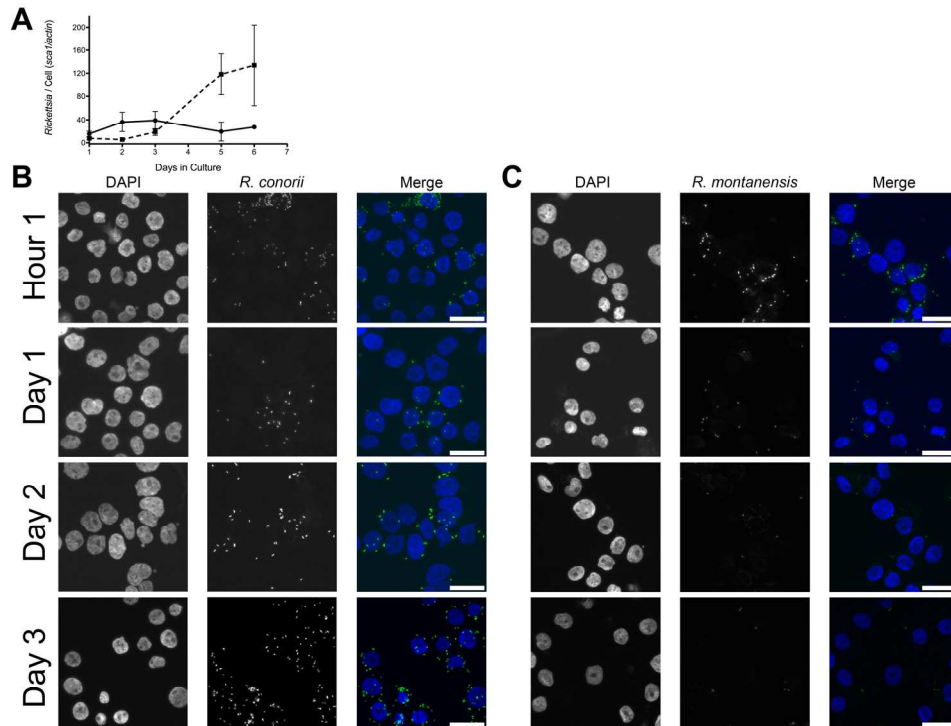 A
Rickettsia / Cell (sca1/actin)
200
160
120
80
40
0
1 2 3 4 5 6 7
Days in Culture
B
DAPI R. conorii Merge
C
DAPI R. montanensis Merge
Hour 1
Day 1
Day 2
Day 3